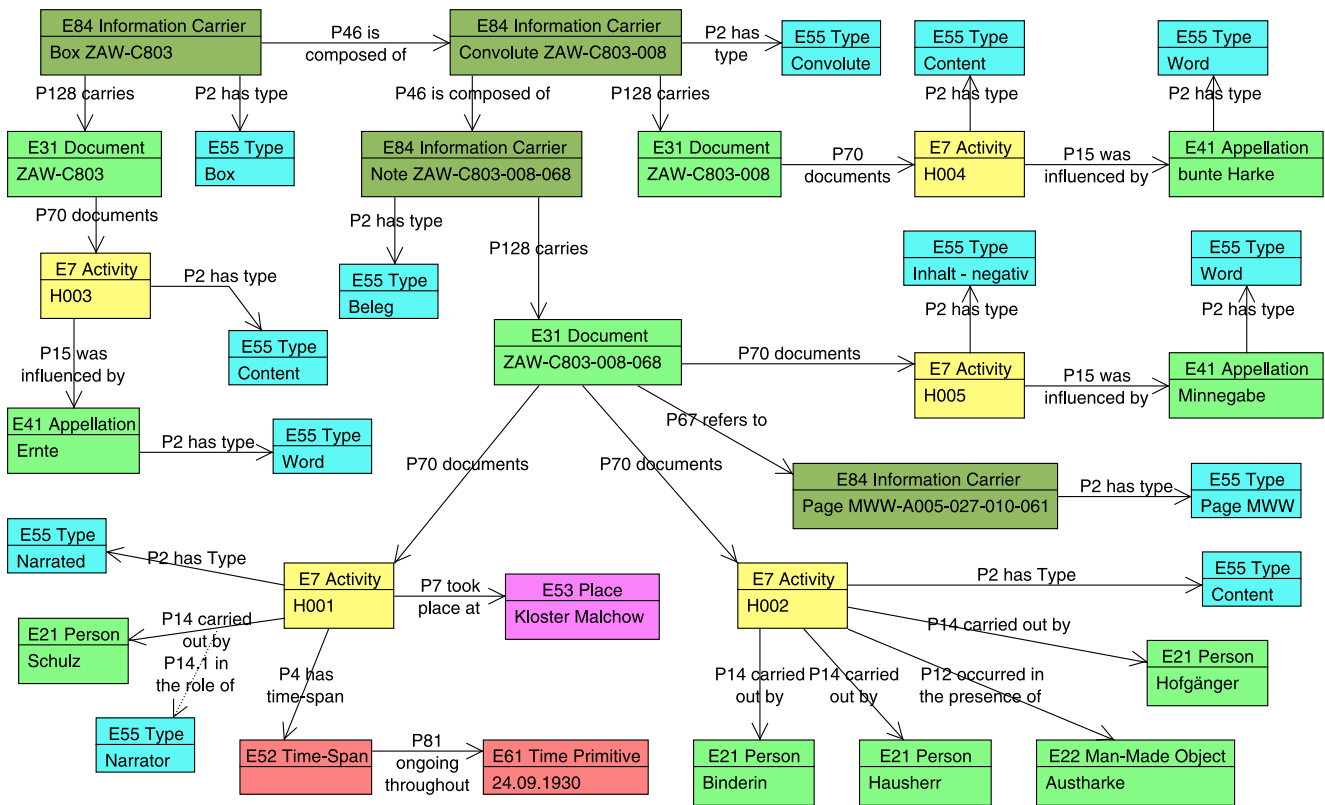 E84 Information Carrier
Box ZAW-C803
P46 is
composed of
E84 Information Carrier
Convolute ZAW-C803-008
P2 has
type
E55 Type
Convolute
E55 Type
Content
E55 Type
Word
P128 carries
P2 has type
P46 is composed of
P128 carries
P2 has type
P2 has type
E31 Document
ZAW-C803
E55 Type
Box
E84 Information Carrier
Note ZAW-C803-008-068
E31 Document
ZAW-C803-008
P70
documents
E7 Activity
H004
P15 was
influenced by
E41 Appellation
bunte Harke
P70 documents
P2 has type
P128 carries
E7 Activity
H003
P2 has type
E55 Type
Beleg
E55 Type
Inhalt - negativ
E55 Type
Word
P2 has type
P2 has type
E55 Type
Content
E31 Document
ZAW-C803-008-068
P70 documents
E7 Activity
H005
P15 was
influenced by
E41 Appellation
Minnegabe
P15 was
influenced by
E41 Appellation
Ernte
P2 has type
E55 Type
Word
P67 refers to
P70 documents
P70 documents
E84 Information Carrier
Page MWW-A005-027-010-061
P2 has type
E55 Type
Page MWW
E55 Type
Narrated
P2 has Type
E7 Activity
H001
P7 took
place at
E53 Place
Kloster Malchow
E7 Activity
H002
P2 has Type
E55 Type
Content
P14 carried
out by
E21 Person
Schulz
P14.1 in
the role of
P4 has
time-span
P14 carried out by
E21 Person
Hofgänger
P14 carried
out by
P14 carried
out by
P12 occurred in
the presence of
E55 Type
Narrator
E52 Time-Span
P81
ongoing
throughout
E61 Time Primitive
24.09.1930
E21 Person
Binderin
E21 Person
Hausherr
E22 Man-Made Object
Austharke